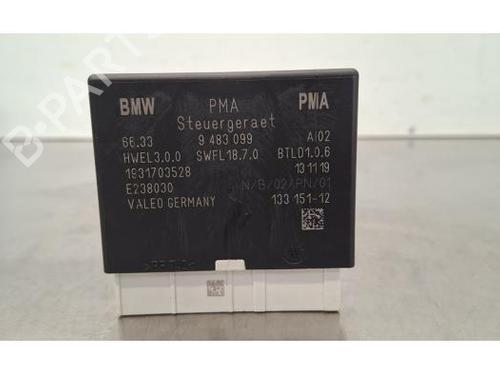 BMW PMA PMA
Steuergeraet
66.33 9 483 099 AI02
HWEL3.0.0 SWFL18.7.0 BTLD1.0.6
1931703528 131119
E238030 N/B/02/PN/01
VALEO GERMANY 133 151-12